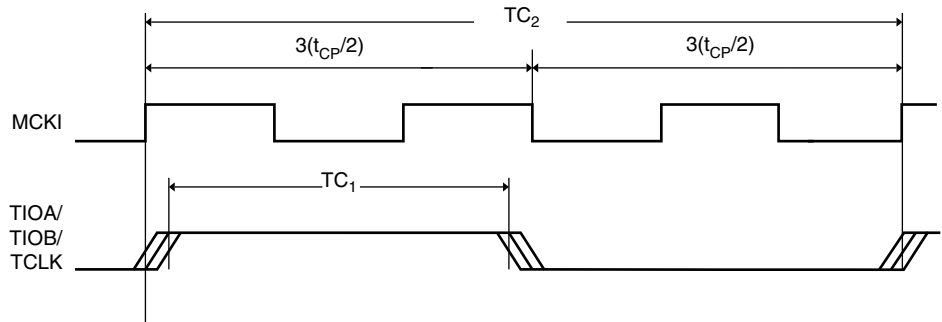 TC2
3(tCP/2) 3(tCP/2)
MCKI
TC1
TIOA/
TIOB/
TCLK